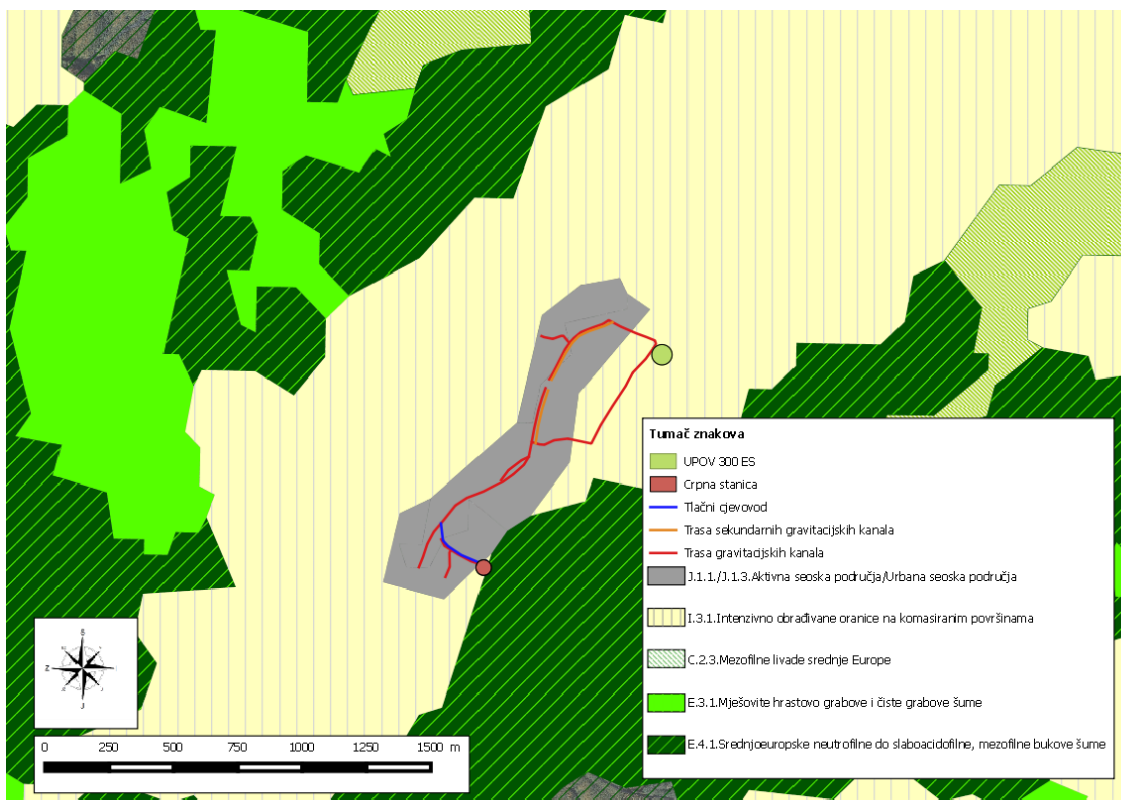 Tumač znakova
UPOV 300 ES
Crpna stanica
Tlačni cjevovod
Trasa sekundarnih gravitacijskih kanala
Trasa gravitacijskih kanala
J.1.1./J.1.3.Aktivna seoska područja/Urbana seoska područja
I.3.1.Intenzivno obrađivane oranice na komasiranim površinama
C.2.3.Mezofilne livade srednje Europe
E.3.1.Mješovite hrastovo grabove i čiste grabove šume
E.4.1.Srednjoeuropske neutrofilne do slaboacidofilne, mezofilne bukove šume
S
Z
J
0 250 500 750 1000 1250 1500 m